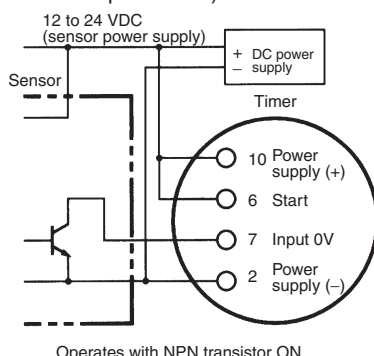 12 to 24 VDC
(sensor power supply)
+ DC power
− supply
Sensor
Timer
10 Power
supply (+)
6 Start
7 Input 0V
2 Power
supply (−)
Operates with NPN transistor ON